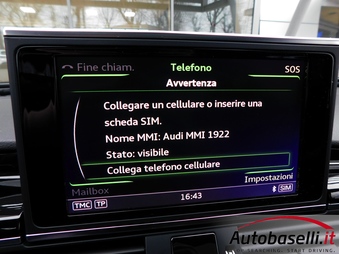 Fine chiam.
Telefono
SOS
Avvertenza
Collegare un cellulare o inserire una
scheda SIM.
Nome MMI: Audi MMI 1922
Stato: visibile
Collega telefono cellulare
Impostazioni
Mailbox
TMC TP
16:43
SIM
Autobaselli.it